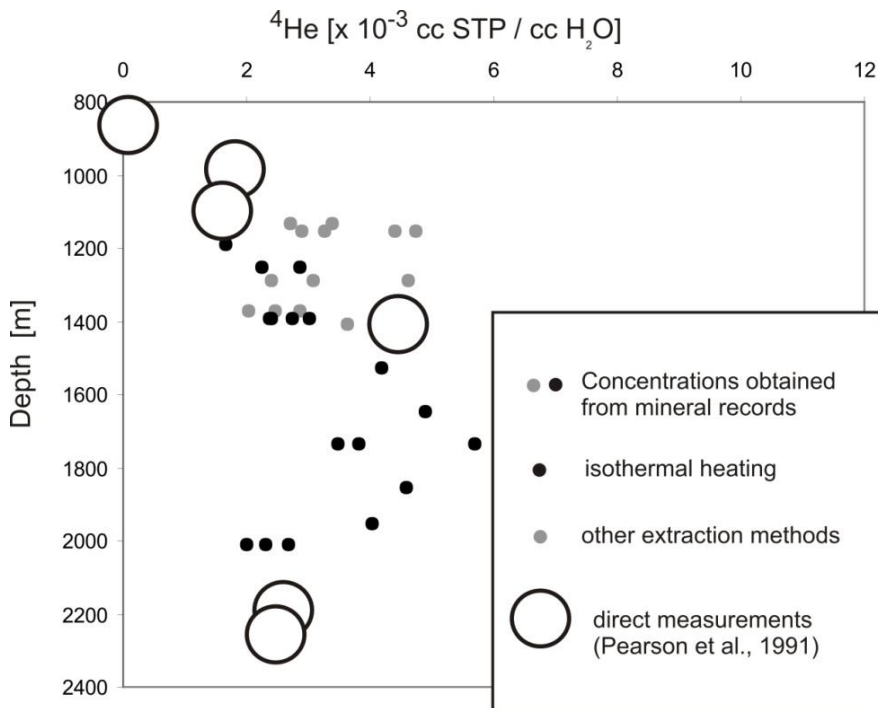 ⁴He [x 10⁻³ cc STP / cc H₂O]
0 2 4 6 8 10 12
800
1000
1200
1400
1600
1800
2000
2200
2400
Depth [m]
Concentrations obtained
from mineral records
isothermal heating
other extraction methods
direct measurements
(Pearson et al., 1991)